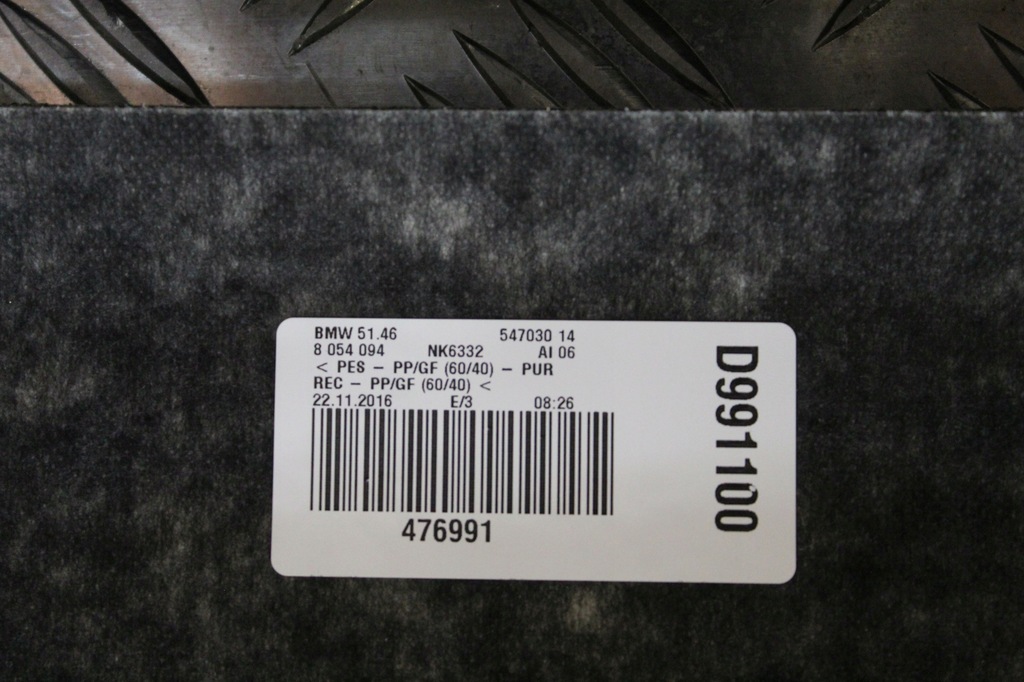 BMW 51.46 547030 14
8 054 094 NK6332 AI 06
< PES – PP/GF (60/40) – PUR
REC – PP/GF (60/40) <
22.11.2016 E/3 08:26
476991
D991100